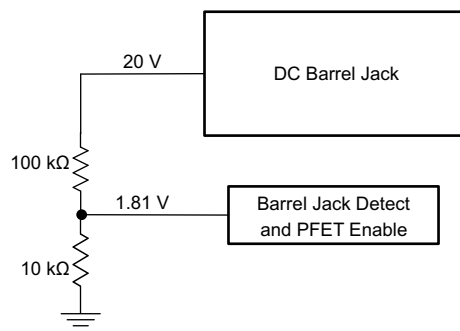 20 V
DC Barrel Jack
100 kΩ
1.81 V
Barrel Jack Detect
and PFET Enable
10 kΩ